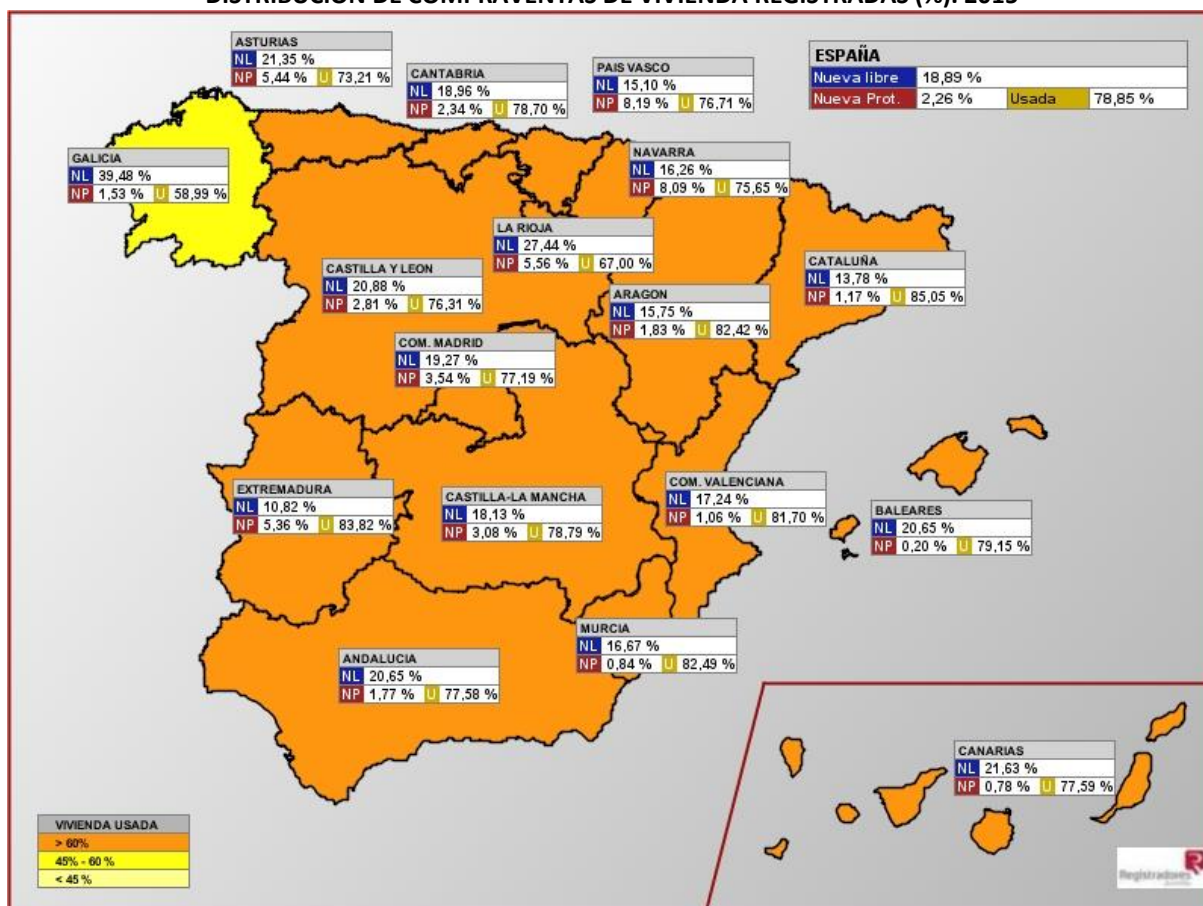 DISTRIBUCIÓN DE COMPRAVENTAS DE VIVIENDA REGISTRADAS (%). 2015
ASTURIAS
NL 21,35 %
NP 5,44 % U 73,21 %
CANTABRIA
NL 18,96 %
NP 2,34 % U 78,70 %
PAIS VASCO
NL 15,10 %
NP 8,19 % U 76,71 %
ESPAÑA
Nueva libre 18,89 %
Nueva Prot. 2,26 % Usada 78,85 %
GALICIA
NL 39,48 %
NP 1,53 % U 58,99 %
NAVARRA
NL 16,26 %
NP 8,09 % U 75,65 %
LA RIOJA
NL 27,44 %
NP 5,56 % U 67,00 %
CASTILLA Y LEON
NL 20,88 %
NP 2,81 % U 76,31 %
ARAGON
NL 15,75 %
NP 1,83 % U 82,42 %
CATALUÑA
NL 13,78 %
NP 1,17 % U 85,05 %
COM. MADRID
NL 19,27 %
NP 3,54 % U 77,19 %
EXTREMADURA
NL 10,82 %
NP 5,36 % U 83,82 %
CASTILLA-LA MANCHA
NL 18,13 %
NP 3,08 % U 78,79 %
COM. VALENCIANA
NL 17,24 %
NP 1,06 % U 81,70 %
BALEARES
NL 20,65 %
NP 0,20 % U 79,15 %
MURCIA
NL 16,67 %
NP 0,84 % U 82,49 %
ANDALUCIA
NL 20,65 %
NP 1,77 % U 77,58 %
CANARIAS
NL 21,63 %
NP 0,78 % U 77,59 %
VIVIENDA USADA
> 60%
45% - 60 %
< 45 %
Registradores